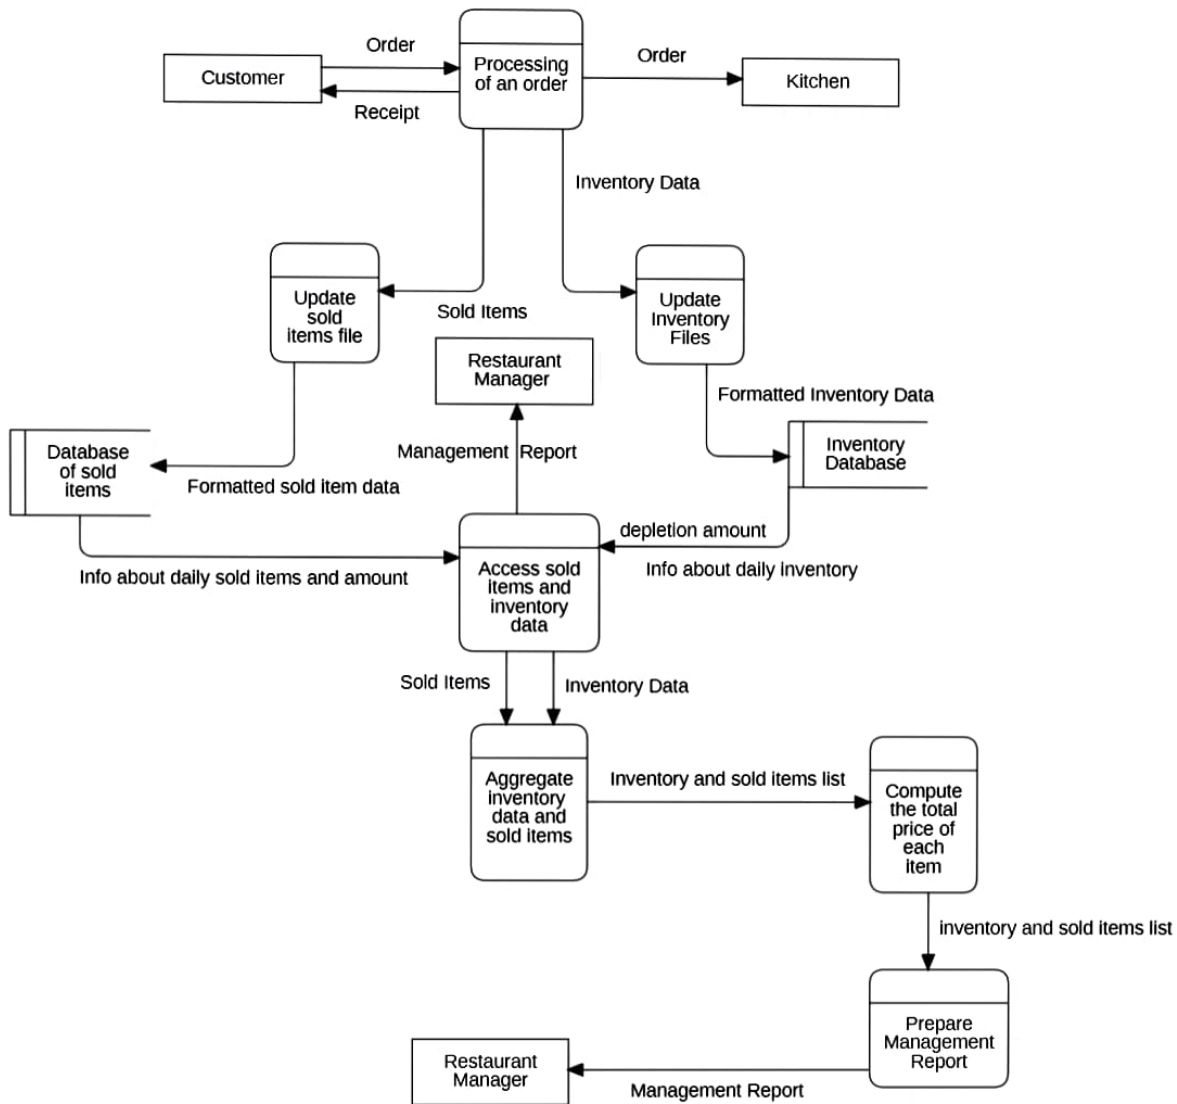 Order
Order
Customer
Processing
of an order
Kitchen
Receipt
Inventory Data
Update
sold
items file
Sold Items
Update
Inventory
Files
Restaurant
Manager
Formatted Inventory Data
Database
of sold
items
Management Report
Inventory
Database
Formatted sold item data
depletion amount
Info about daily sold items and amount
Access sold
items and
inventory
data
Info about daily inventory
Sold Items
Inventory Data
Aggregate
inventory
data and
sold items
Inventory and sold items list
Compute
the total
price of
each
item
inventory and sold items list
Prepare
Management
Report
Restaurant
Manager
Management Report